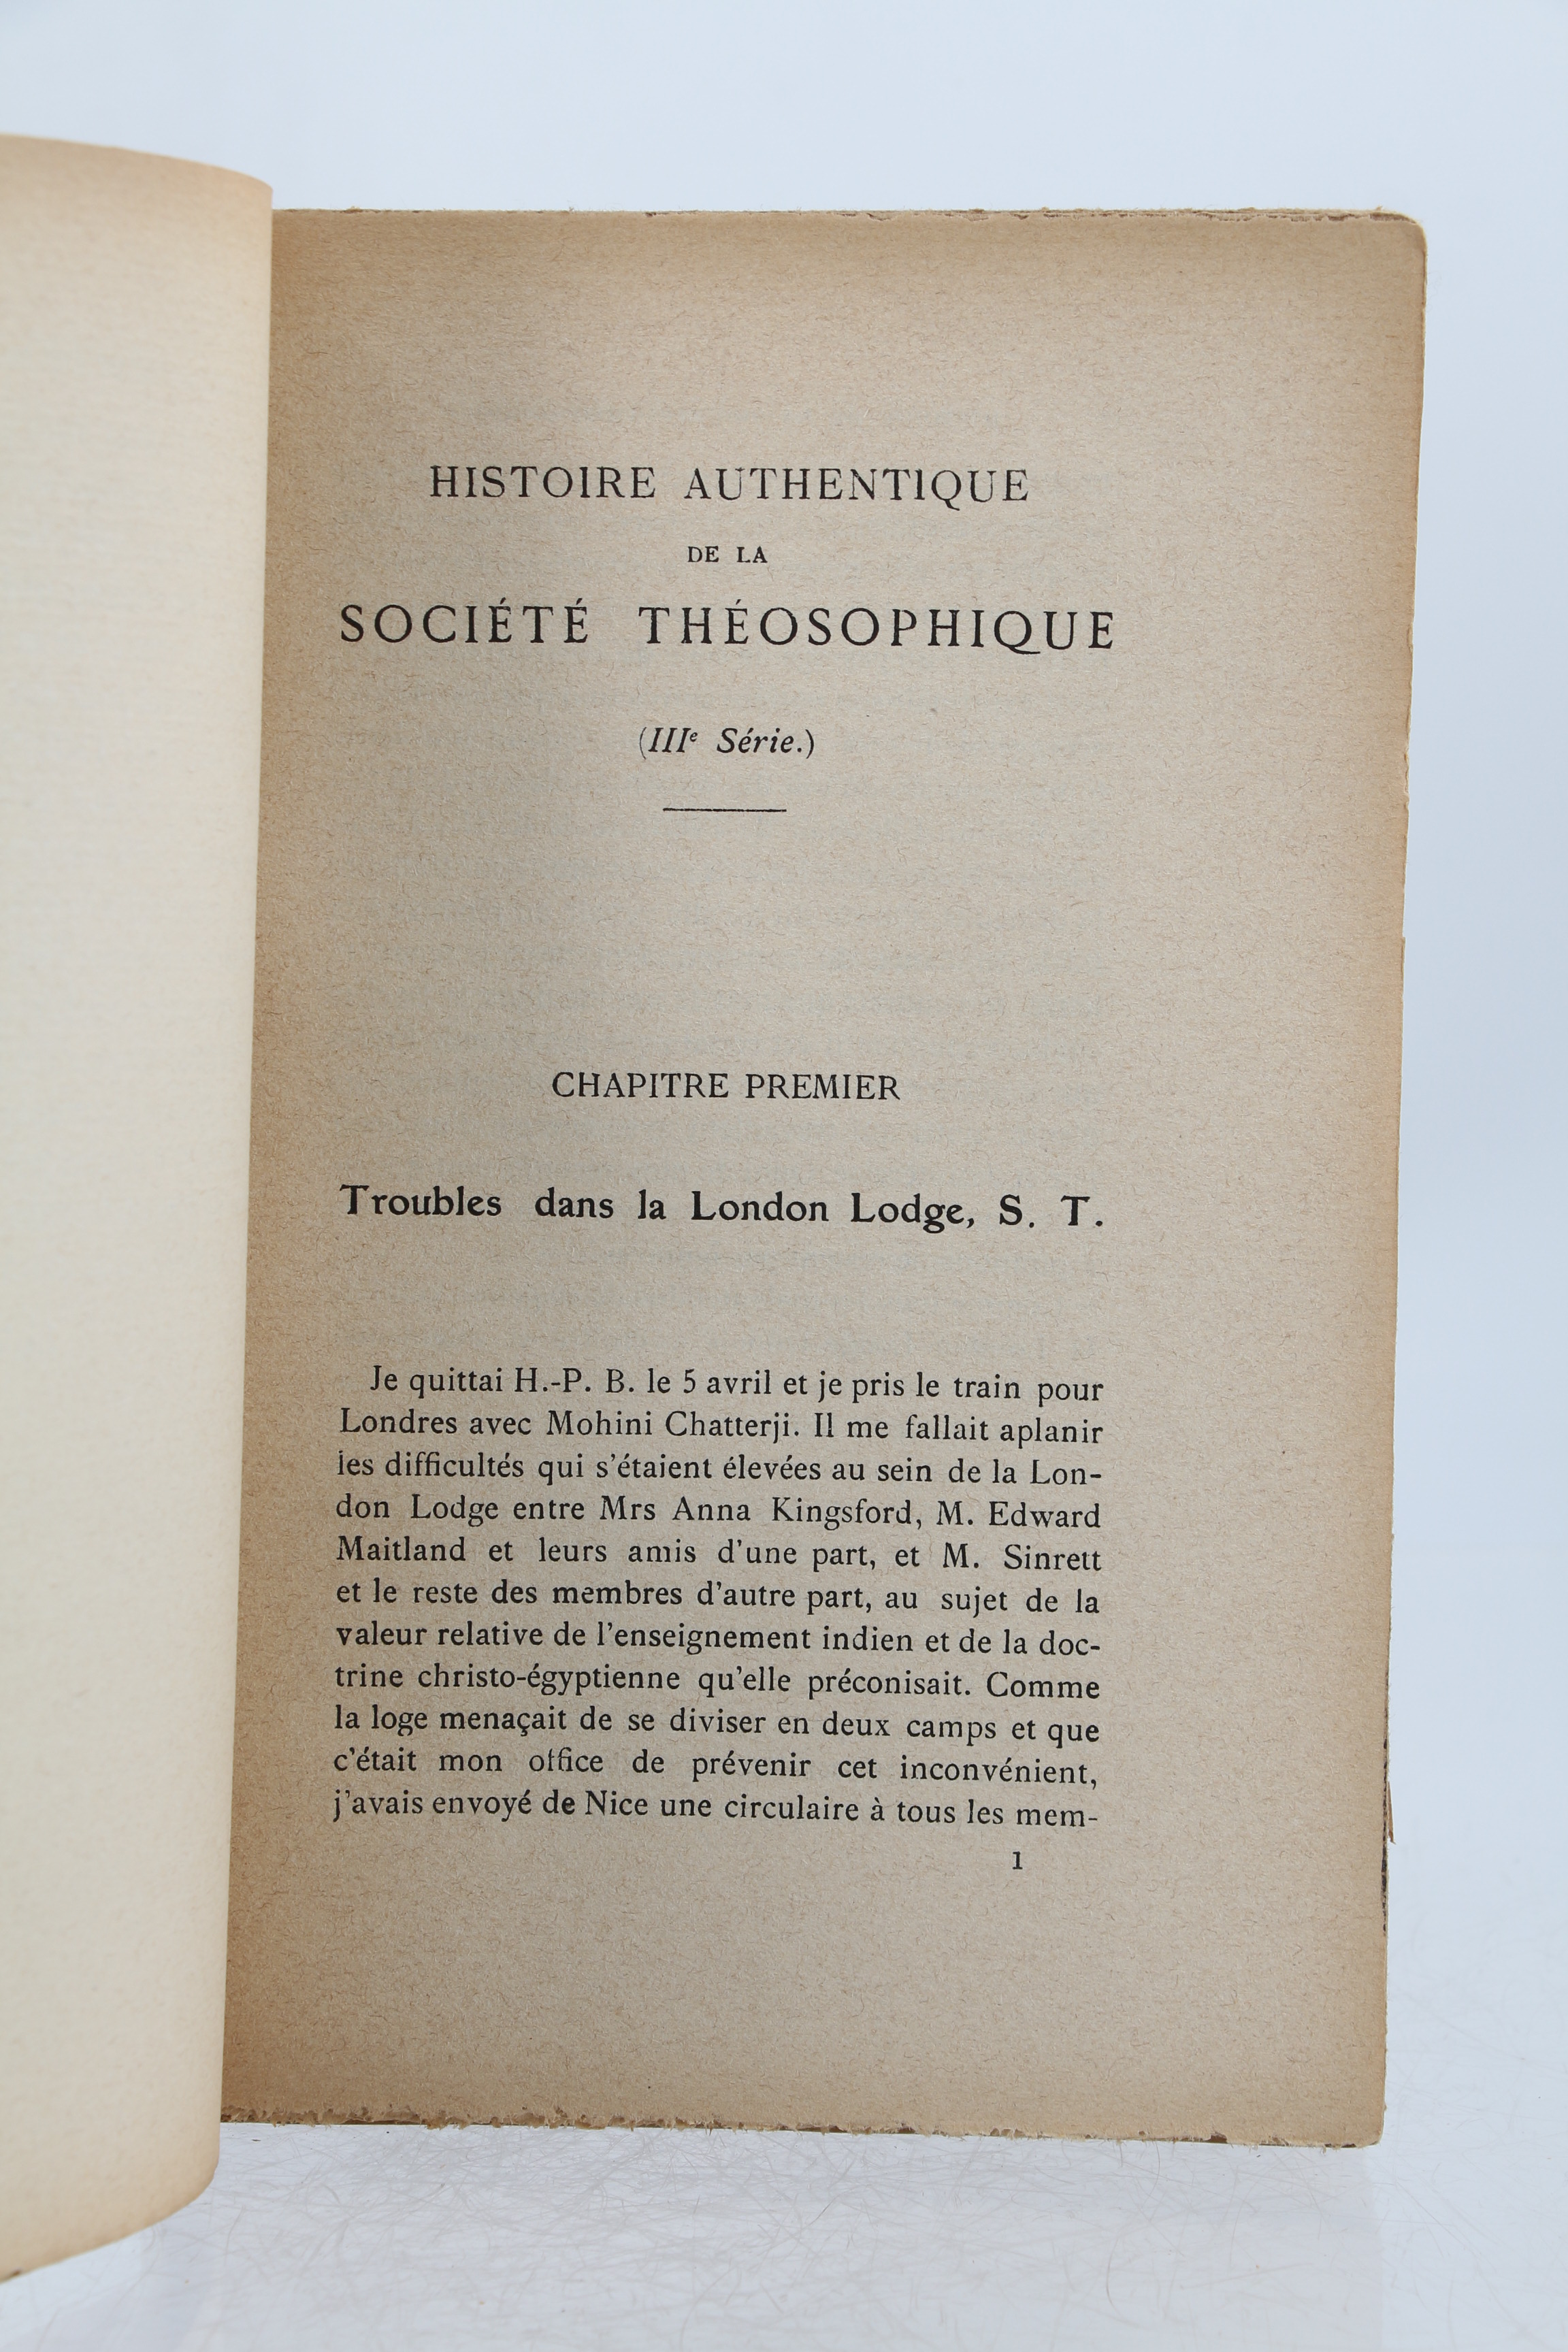 HISTOIRE AUTHENTIQUE
DE LA
SOCIÉTÉ THÉOSOPHIQUE
(IIIe Série.)
CHAPITRE PREMIER
Troubles dans la London Lodge, S. T.
Je quittai H.-P. B. le 5 avril et je pris le train pour
Londres avec Mohini Chatterji. Il me fallait aplanir
les difficultés qui s'étaient élevées au sein de la Lon-
don Lodge entre Mrs Anna Kingsford, M. Edward
Maitland et leurs amis d'une part, et M. Sinrett
et le reste des membres d'autre part, au sujet de la
valeur relative de l'enseignement indien et de la doc-
trine christo-égyptienne qu'elle préconisait. Comme
la loge menaçait de se diviser en deux camps et que
c'était mon office de prévenir cet inconvénient,
j'avais envoyé de Nice une circulaire à tous les mem-
1